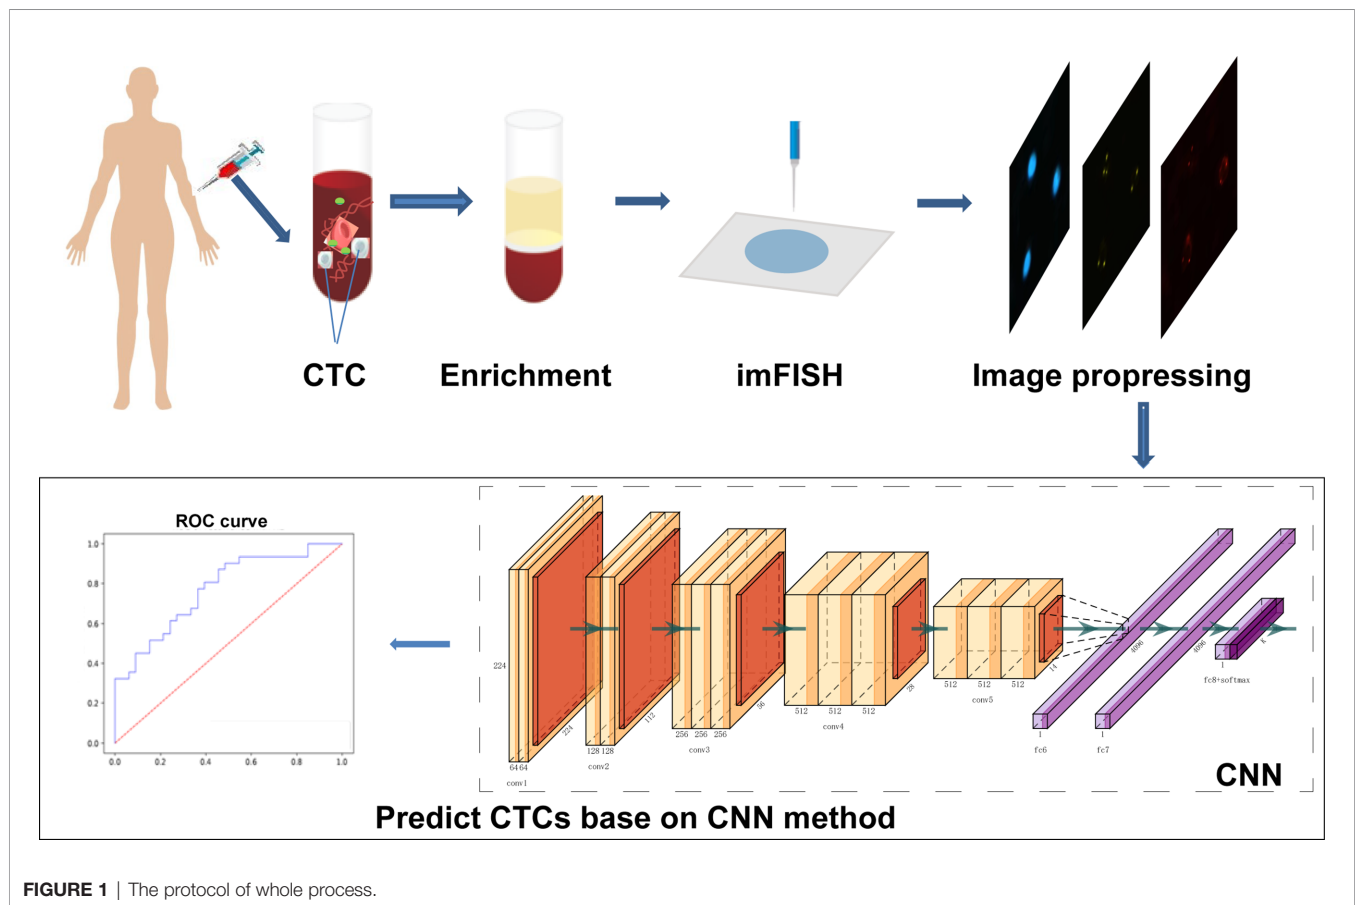 CTC
Enrichment
imFISH
Image propressing
ROC curve
1.0
0.8
0.6
0.4
0.2
0.0
0.0 0.2 0.4 0.6 0.8 1.0
224
224
64 64
conv1
112
128 128
conv2
56
256 256 256
conv3
28
512 512 512
conv4
14
512 512 512
conv5
4096
1
fc6
4096
1
fc7
K
1
fc8+softmax
CNN
Predict CTCs base on CNN method
FIGURE 1 | The protocol of whole process.